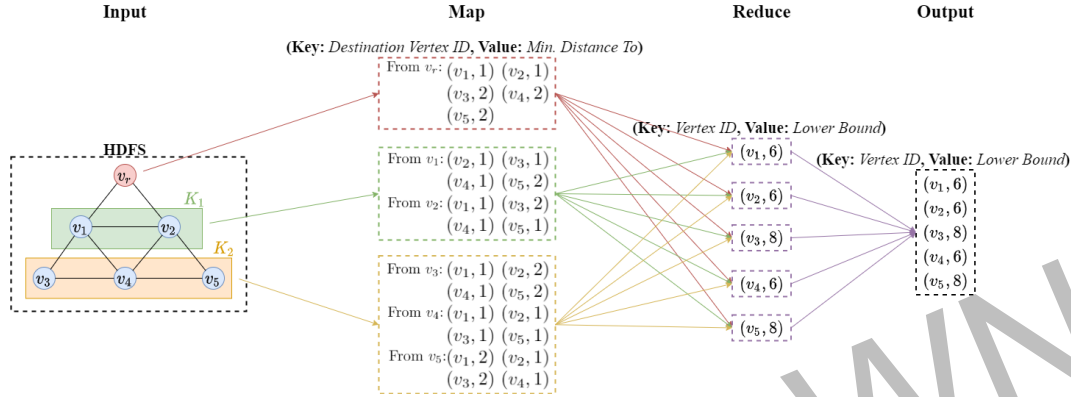 Input
Map
Reduce
Output
(Key: Destination Vertex ID, Value: Min. Distance To)
From v_r: (v_1, 1) (v_2, 1)
(v_3, 2) (v_4, 2)
(v_5, 2)
From v_1: (v_2, 1) (v_3, 1)
(v_4, 1) (v_5, 2)
From v_2: (v_1, 1) (v_3, 2)
(v_4, 1) (v_5, 1)
From v_3: (v_1, 1) (v_2, 2)
(v_4, 1) (v_5, 2)
From v_4: (v_1, 1) (v_2, 1)
(v_3, 1) (v_5, 1)
From v_5: (v_1, 2) (v_2, 1)
(v_3, 2) (v_4, 1)
HDFS
v_r
K_1
v_1
v_2
K_2
v_3
v_4
v_5
(Key: Vertex ID, Value: Lower Bound)
(v_1, 6)
(v_2, 6)
(v_3, 8)
(v_4, 6)
(v_5, 8)
(Key: Vertex ID, Value: Lower Bound)
(v_1, 6)
(v_2, 6)
(v_3, 8)
(v_4, 6)
(v_5, 8)
WN